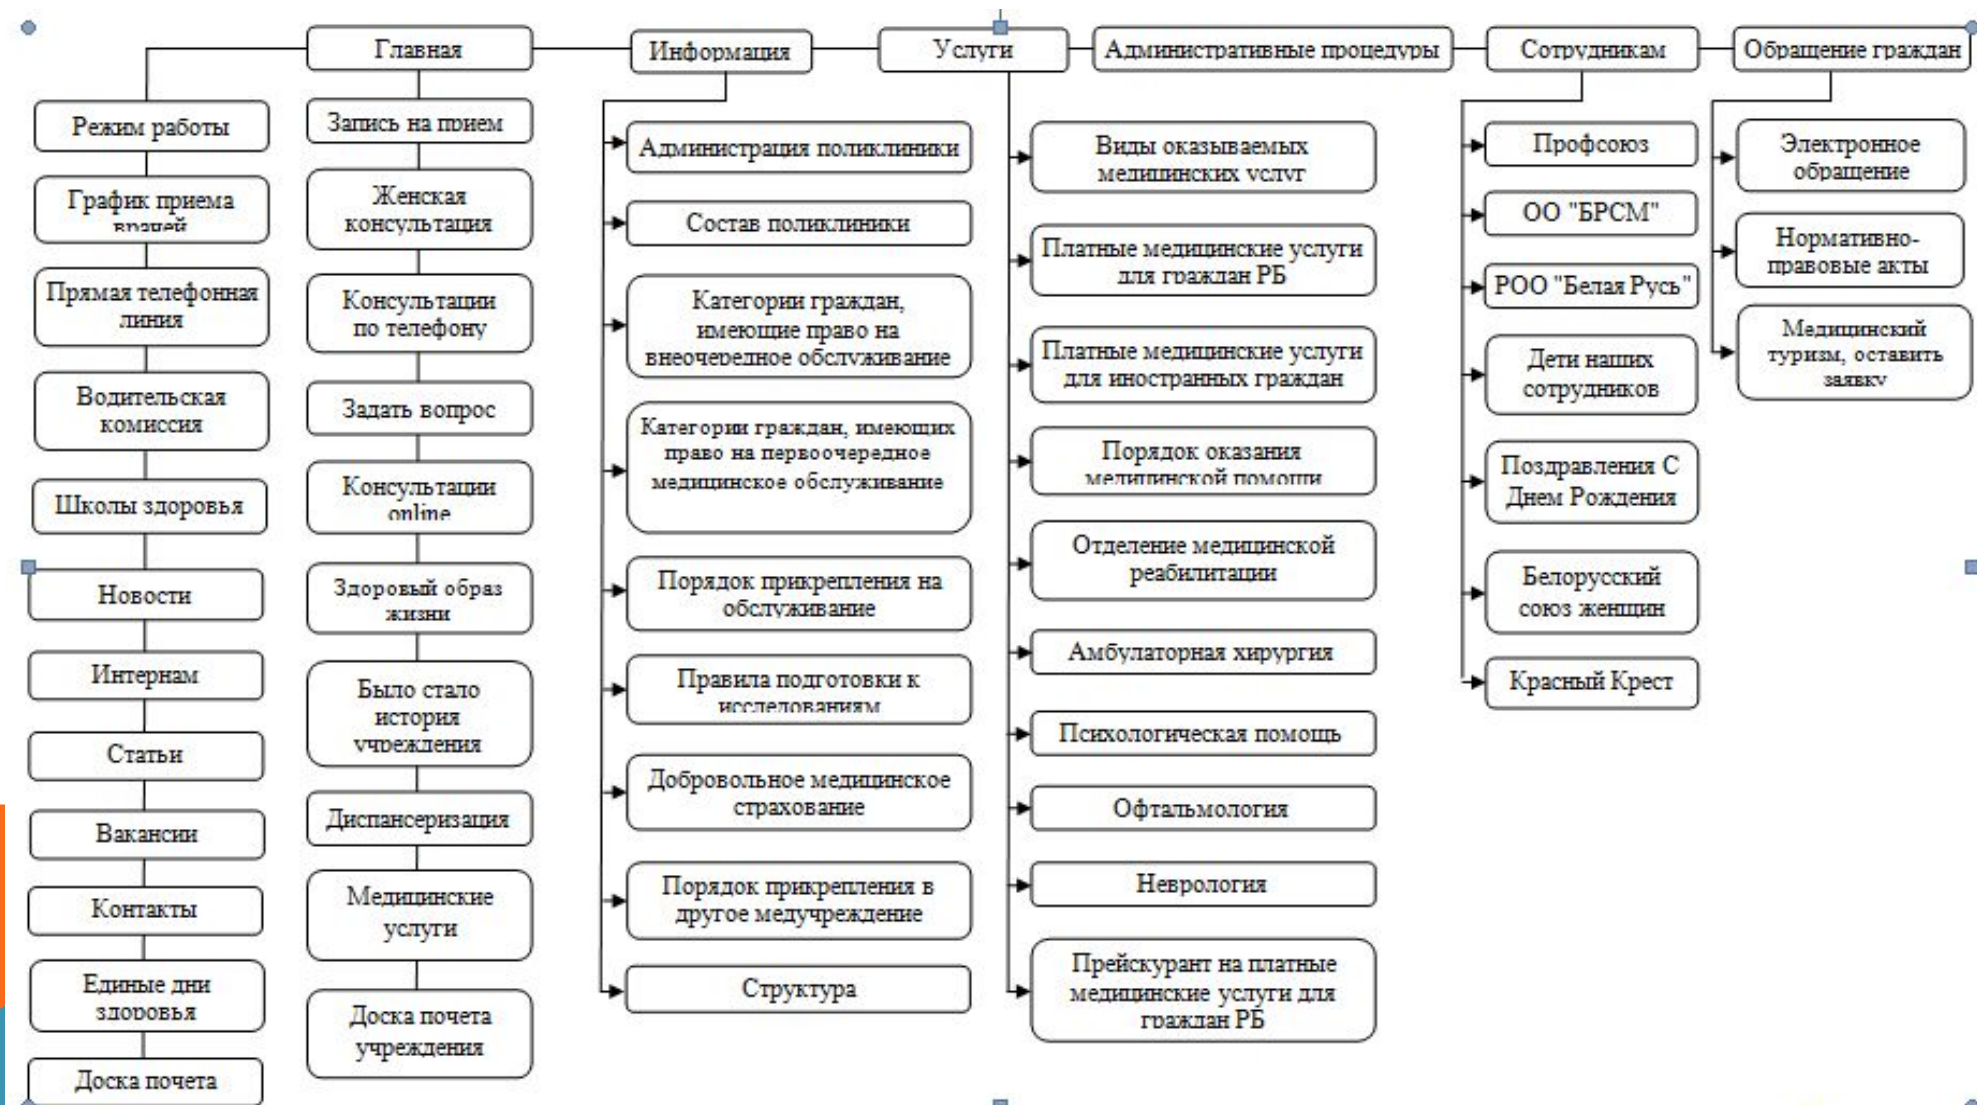 Главная
Информация
Услуги
Административные процедуры
Сотрудникам
Обращение граждан
Режим работы
График приема
врачей
Прямая телефонная
линия
Водительская
комиссия
Школы здоровья
Новости
Интернам
Статьи
Вакансии
Контакты
Единые дни
здоровья
Доска почета
Запись на прием
Женская
консультация
Консультации
по телефону
Задать вопрос
Консультации
online
Здоровый образ
жизни
Было стало
история
учреждения
Диспансеризация
Медицинские
услуги
Доска почета
учреждения
Администрация поликлиники
Состав поликлиники
Категории граждан,
имеющие право на
внеочередное обслуживание
Категории граждан, имеющих
право на первоочередное
медицинское обслуживание
Порядок прикрепления на
обслуживание
Правила подготовки к
исследованиям
Добровольное медицинское
страхование
Порядок прикрепления в
другое медучреждение
Структура
Виды оказываемых
медицинских услуг
Платные медицинские услуги
для граждан РБ
Платные медицинские услуги
для иностранных граждан
Порядок оказания
медицинской помощи
Отделение медицинской
реабилитации
Амбулаторная хирургия
Психологическая помощь
Офтальмология
Неврология
Прейскурант на платные
медицинские услуги для
граждан РБ
Профсоюз
ОО "БРСМ"
РОО "Белая Русь"
Дети наших
сотрудников
Поздравления С
Днем Рождения
Белорусский
союз женщин
Красный Крест
Электронное
обращение
Нормативно-
правовые акты
Медицинский
туризм, оставить
заявку